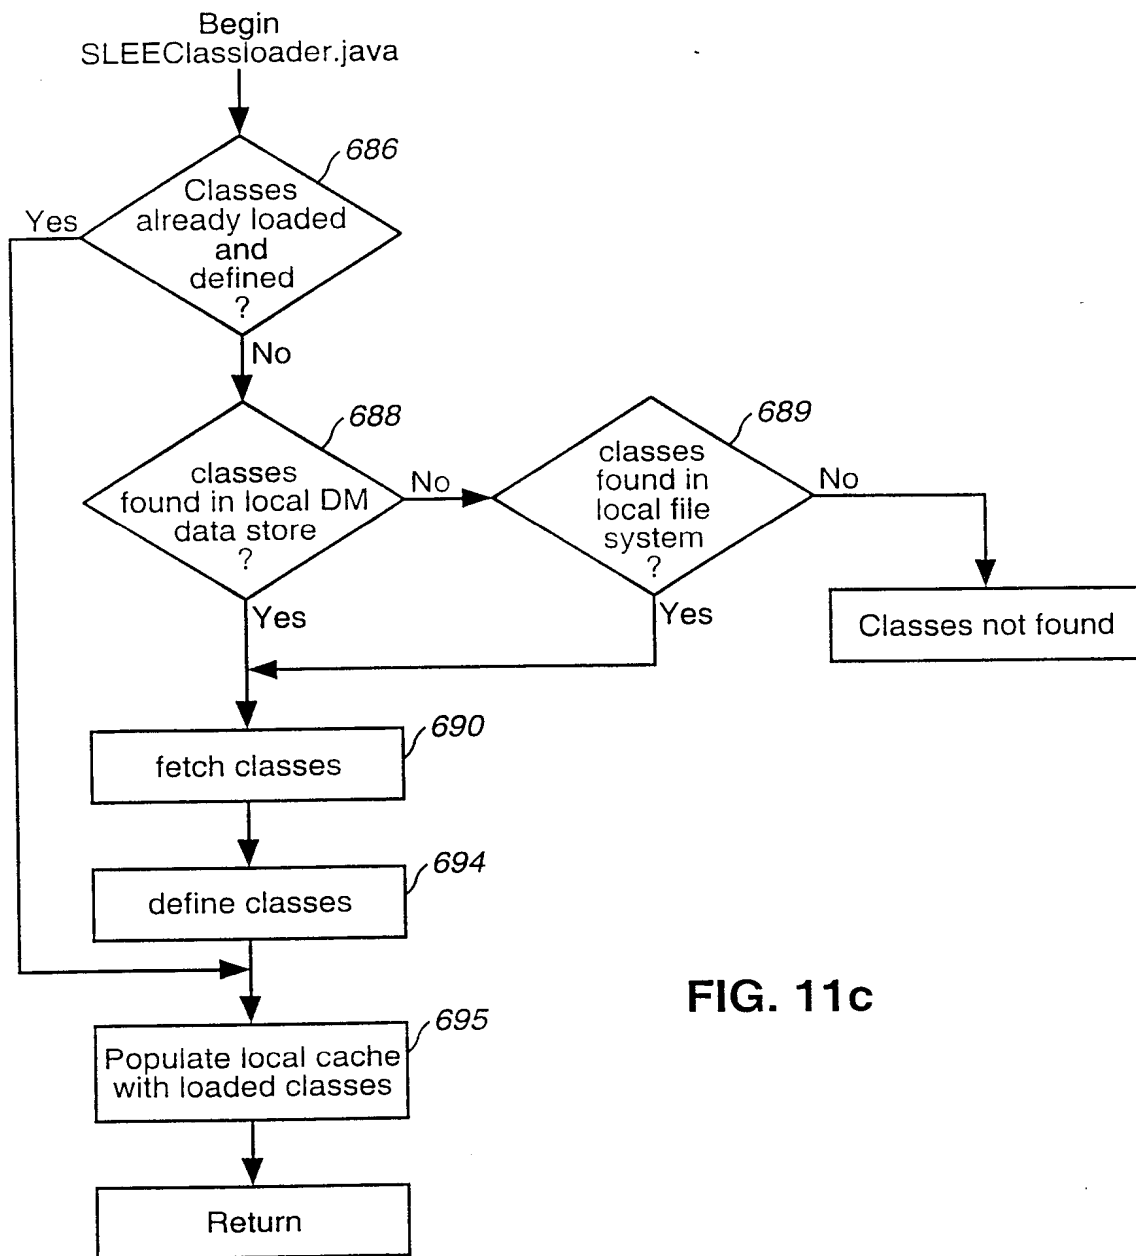 Begin
SLEEClassloader.java
686
Classes
already loaded
and
defined
?
Yes
No
688
classes
found in local DM
data store
?
No
Yes
689
classes
found in
local file
system
?
No
Yes
Classes not found
690
fetch classes
694
define classes
FIG. 11c
695
Populate local cache
with loaded classes
Return